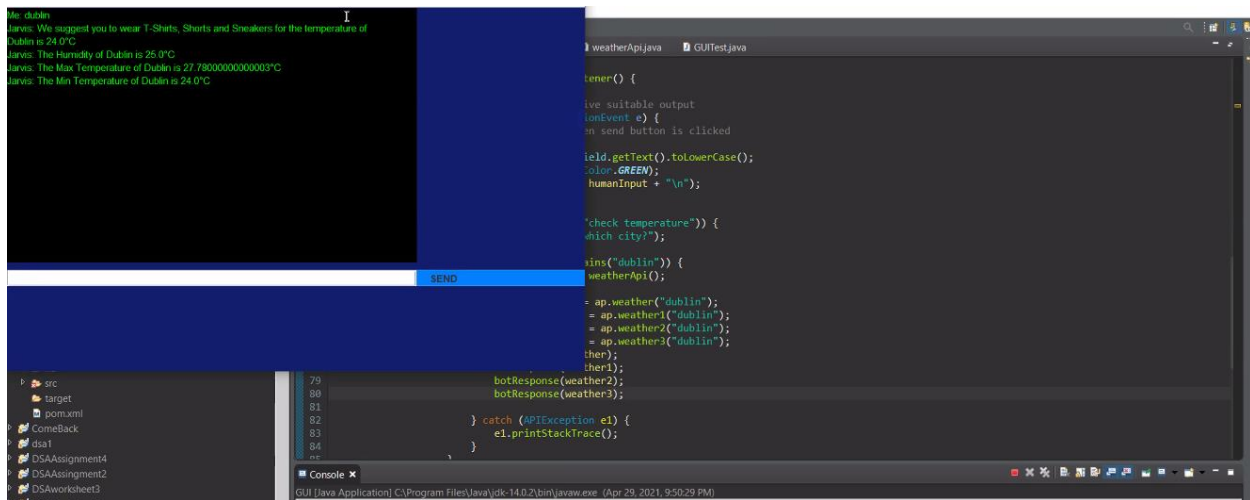 Me: dublin
Jarvis: We suggest you to wear T-Shirts, Shorts and Sneakers for the temperature of
Dublin is 24.0°C
Jarvis: The Humidity of Dublin is 25.0°C
Jarvis: The Max Temperature of Dublin is 27.78000000000003°C
Jarvis: The Min Temperature of Dublin is 24.0°C
SEND
weatherApi.java
GUITest.java
tener() {
ive suitable output
ionEvent e) {
en send button is clicked
ield.getText().toLowerCase();
Color.GREEN);
humanInput + "\n");
"check temperature")) {
which city?");
ains("dublin")) {
weatherApi();
= ap.weather("dublin");
= ap.weather1("dublin");
= ap.weather2("dublin");
= ap.weather3("dublin");
ther);
ther1);
79 botResponse(weather2);
80 botResponse(weather3);
81
82 } catch (APIException e1) {
83 e1.printStackTrace();
84 }
85 }
src
target
pom.xml
ComeBack
dsa1
DSAAssignment4
DSAAssingment2
DSAworksheet3
Console
GUI [Java Application] C:\Program Files\Java\jdk-14.0.2\bin\javaw.exe (Apr 29, 2021, 9:50:29 PM)